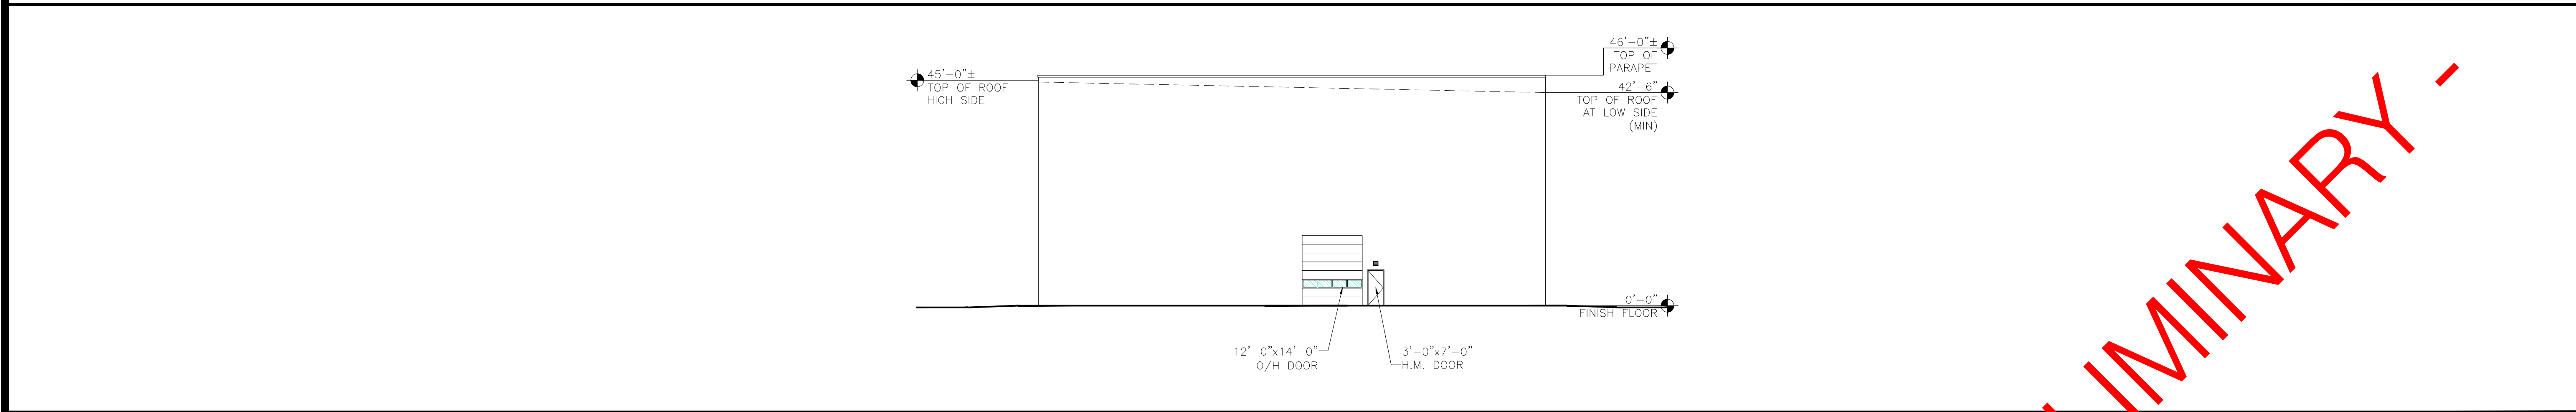 46'-0"±
TOP OF
PARAPET
45'-0"±
TOP OF ROOF
HIGH SIDE
42'-6"
TOP OF ROOF
AT LOW SIDE
(MIN)
0'-0"
FINISH FLOOR
12'-0"x14'-0"
O/H DOOR
3'-0"x7'-0"
H.M. DOOR
IMINARY -